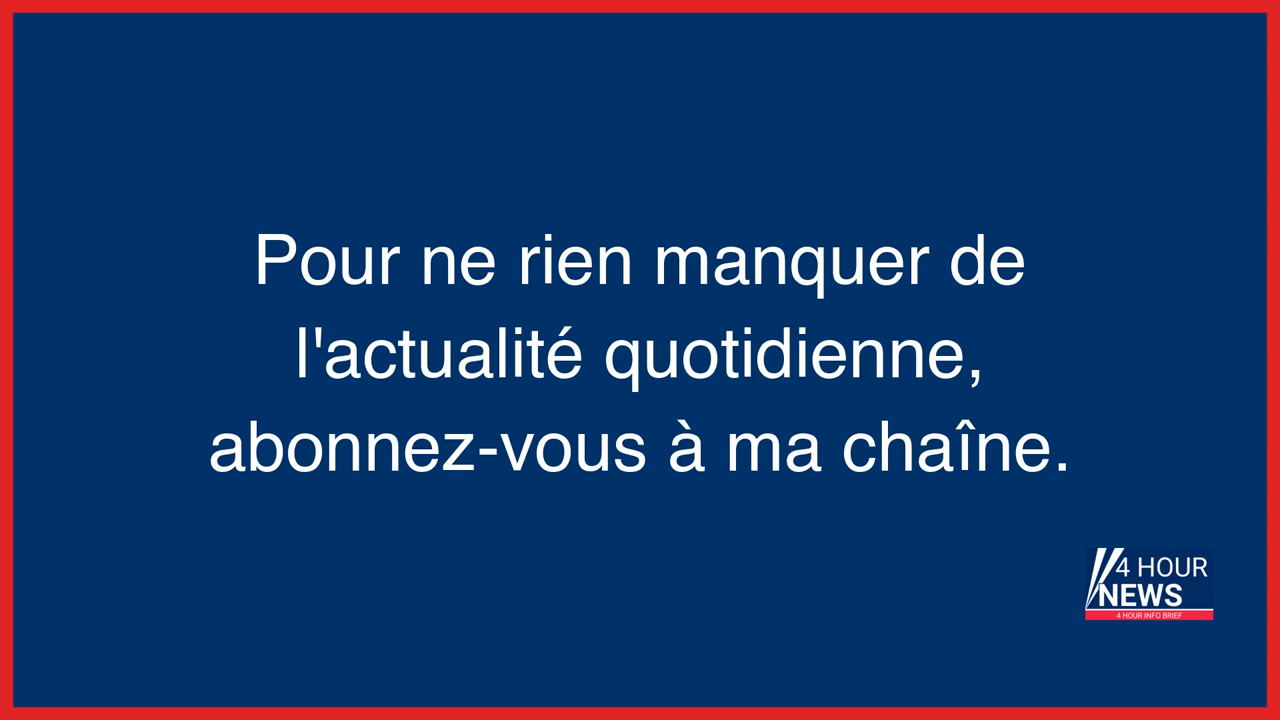 Pour ne rien manquer de
l'actualité quotidienne,
abonnez-vous à ma chaîne.
4 HOUR
NEWS
4 HOUR INFO BRIEF